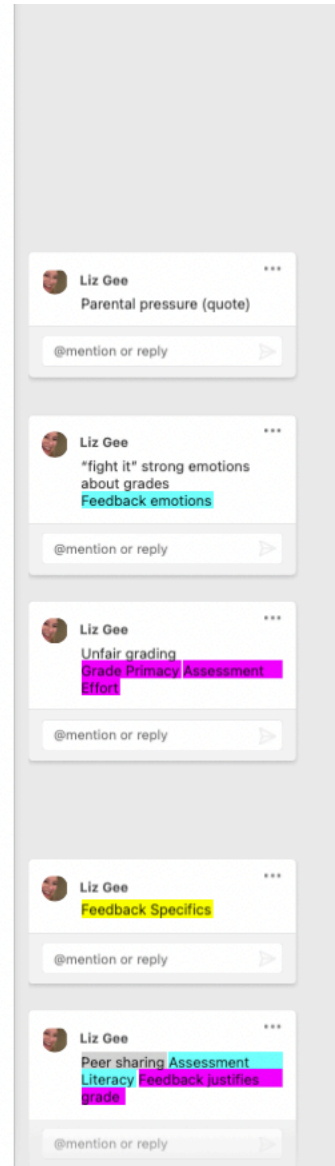 Liz Gee
Parental pressure (quote)
@mention or reply
Liz Gee
“fight it” strong emotions
about grades
Feedback emotions
@mention or reply
Liz Gee
Unfair grading
Grade Primacy Assessment
Effort
@mention or reply
Liz Gee
Feedback Specifics
@mention or reply
Liz Gee
Peer sharing Assessment
Literacy Feedback justifies
grade
@mention or reply